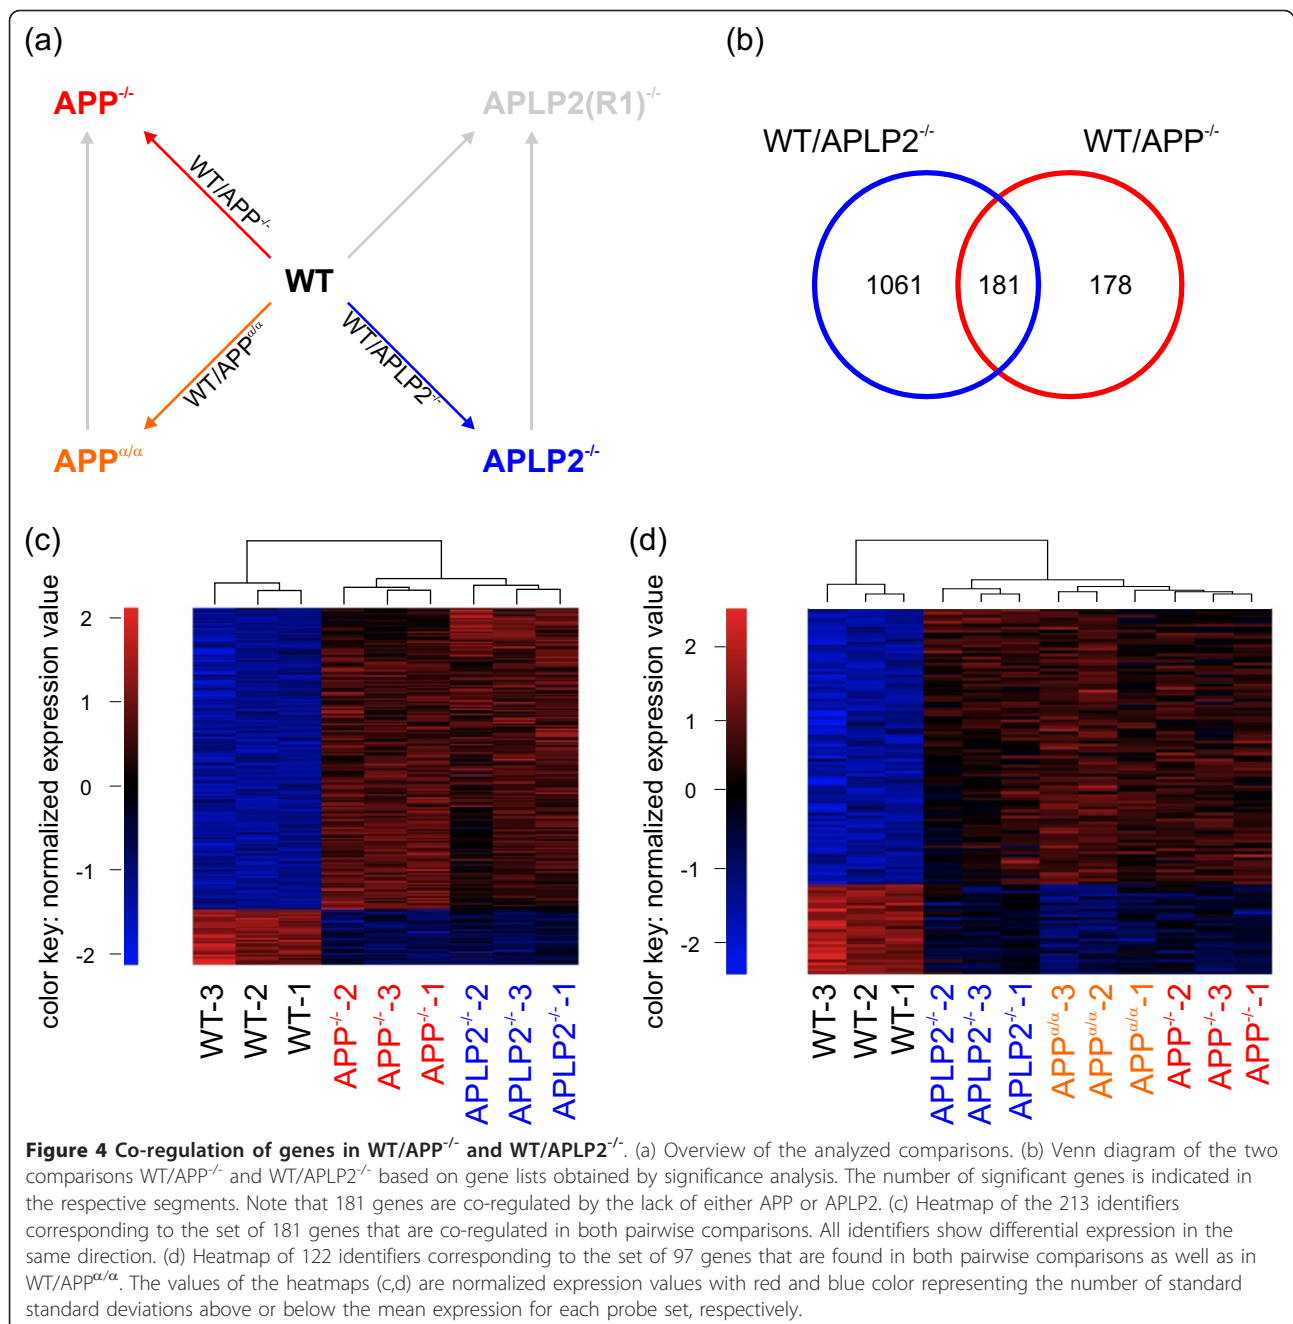 (a)
APP-/-
APLP2(R1)-/-
WT/APP-/-
WT
WT/APPα/α
WT/APLP2-/-
APPα/α
APLP2-/-
(b)
WT/APLP2-/-
WT/APP-/-
1061
181
178
(c)
color key: normalized expression value
2
1
0
-1
-2
WT-3
WT-2
WT-1
APP-/--2
APP-/--3
APP-/--1
APLP2-/--2
APLP2-/--3
APLP2-/--1
(d)
color key: normalized expression value
2
1
0
-1
-2
WT-3
WT-2
WT-1
APLP2-/--2
APLP2-/--3
APLP2-/--1
APPα/α-3
APPα/α-2
APPα/α-1
APP-/--2
APP-/--3
APP-/--1
Figure 4 Co-regulation of genes in WT/APP-/- and WT/APLP2-/-. (a) Overview of the analyzed comparisons. (b) Venn diagram of the two
comparisons WT/APP-/- and WT/APLP2-/- based on gene lists obtained by significance analysis. The number of significant genes is indicated in
the respective segments. Note that 181 genes are co-regulated by the lack of either APP or APLP2. (c) Heatmap of the 213 identifiers
corresponding to the set of 181 genes that are co-regulated in both pairwise comparisons. All identifiers show differential expression in the
same direction. (d) Heatmap of 122 identifiers corresponding to the set of 97 genes that are found in both pairwise comparisons as well as in
WT/APPα/α. The values of the heatmaps (c,d) are normalized expression values with red and blue color representing the number of standard
standard deviations above or below the mean expression for each probe set, respectively.